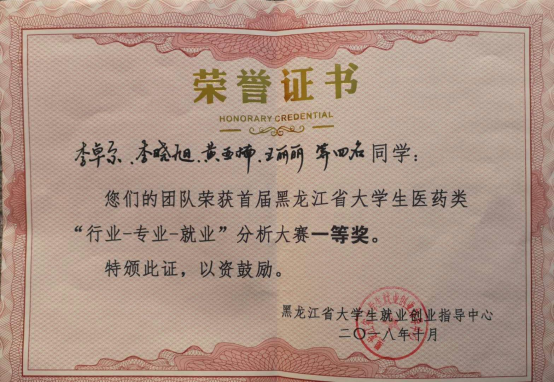 荣誉证书
HONORARY CREDENTIAL
李卓尔、李晓旭、黄亚楠、王丽丽 等四名同学：
您们的团队荣获首届黑龙江省大学生医药类
“行业-专业-就业”分析大赛一等奖。
特颁此证，以资鼓励。
黑龙江省大学生就业创业指导中心
二〇一八年十月